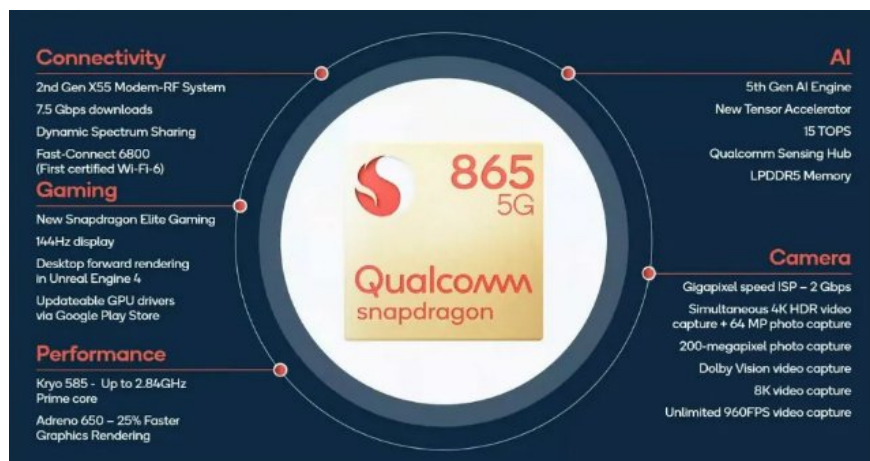 Connectivity
2nd Gen X55 Modem-RF System
7.5 Gbps downloads
Dynamic Spectrum Sharing
Fast-Connect 6800
(First certified Wi-Fi-6)
Gaming
New Snapdragon Elite Gaming
144Hz display
Desktop forward rendering
in Unreal Engine 4
Updateable GPU drivers
via Google Play Store
Performance
Kryo 585 - Up to 2.84GHz
Prime core
Adreno 650 – 25% Faster
Graphics Rendering
865
5G
Qualcomm
snapdragon
AI
5th Gen AI Engine
New Tensor Accelerator
15 TOPS
Qualcomm Sensing Hub
LPDDR5 Memory
Camera
Gigapixel speed ISP – 2 Gbps
Simultaneous 4K HDR video
capture + 64 MP photo capture
200-megapixel photo capture
Dolby Vision video capture
8K video capture
Unlimited 960FPS video capture